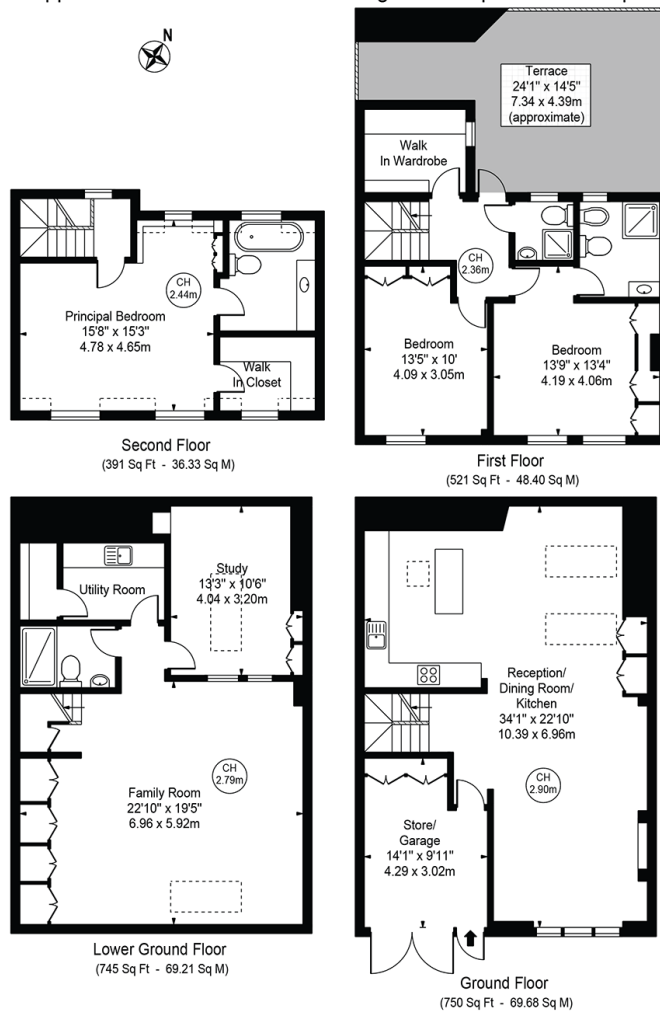 N
Terrace
24'1" x 14'5"
7.34 x 4.39m
(approximate)
Walk
In Wardrobe
CH
2.36m
Bedroom
13'5" x 10'
4.09 x 3.05m
Bedroom
13'9" x 13'4"
4.19 x 4.06m
First Floor
(521 Sq Ft - 48.40 Sq M)
CH
2.44m
Principal Bedroom
15'8" x 15'3"
4.78 x 4.65m
Walk
In Closet
Second Floor
(391 Sq Ft - 36.33 Sq M)
Utility Room
Study
13'3" x 10'6"
4.04 x 3.20m
CH
2.79m
Family Room
22'10" x 19'5"
6.96 x 5.92m
Lower Ground Floor
(745 Sq Ft - 69.21 Sq M)
Reception/
Dining Room/
Kitchen
34'1" x 22'10"
10.39 x 6.96m
CH
2.90m
Store/
Garage
14'1" x 9'11"
4.29 x 3.02m
Ground Floor
(750 Sq Ft - 69.68 Sq M)